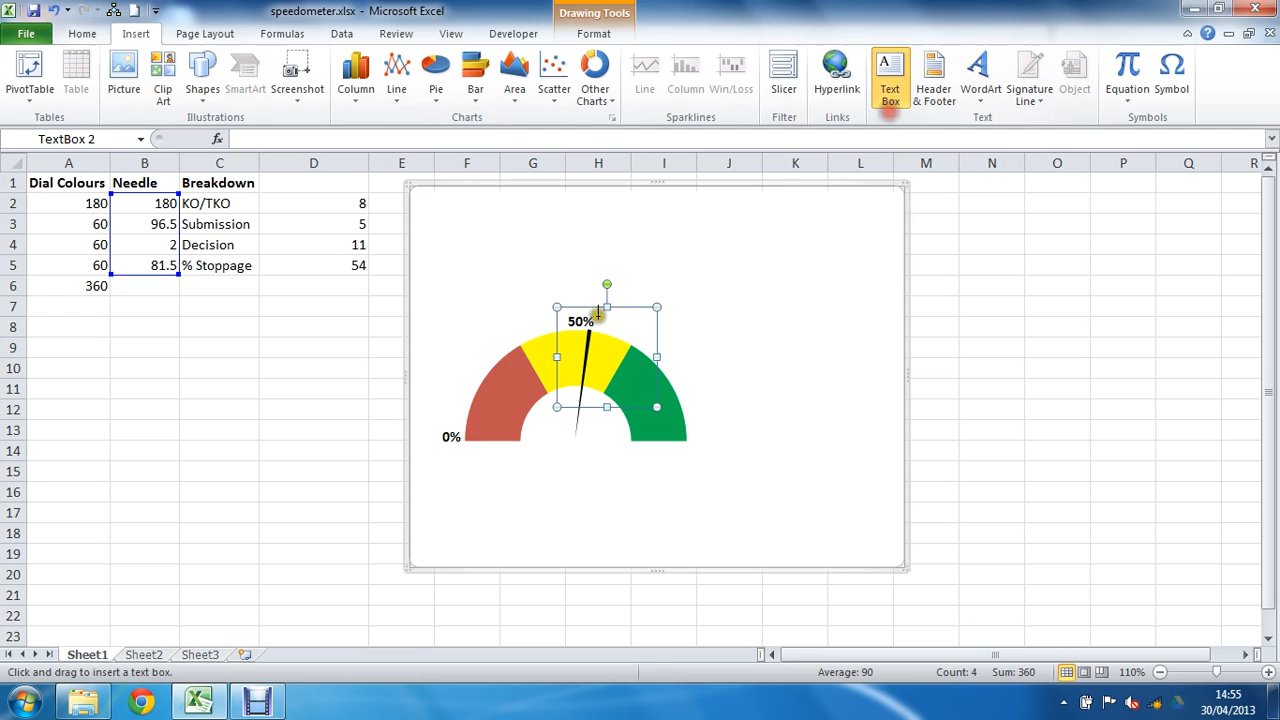 speedometer.xlsx - Microsoft Excel
Drawing Tools
File Home Insert Page Layout Formulas Data Review View Developer Format
PivotTable Table Picture Clip Art Shapes SmartArt Screenshot Column Line Pie Bar Area Scatter Other Charts Line Column Win/Loss Slicer Hyperlink Text Box Header & Footer WordArt Signature Line Object Equation Symbol
Tables Illustrations Charts Sparklines Filter Links Text Symbols
TextBox 2 fx
A B C D E F G H I J K L M N O P Q R
1 Dial Colours Needle Breakdown
2 180 180 KO/TKO 8
3 60 96.5 Submission 5
4 60 2 Decision 11
5 60 81.5 % Stoppage 54
6 360
7
8 50%
9
10
11
12
13 0%
14
15
16
17
18
19
20
21
22
23
Sheet1 Sheet2 Sheet3
Click and drag to insert a text box. Average: 90 Count: 4 Sum: 360 110%
14:55
30/04/2013